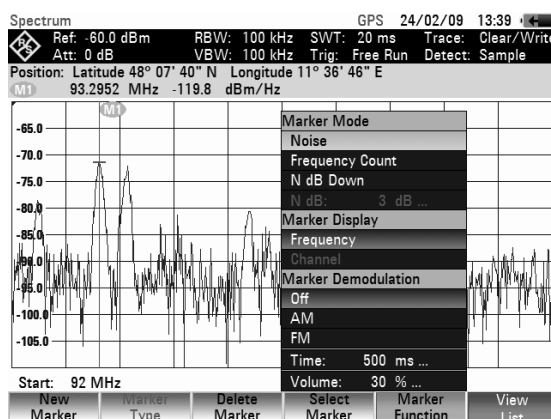 Spectrum GPS 24/02/09 13:39
Ref: -60.0 dBm RBW: 100 kHz SWT: 20 ms Trace: Clear/Write
Att: 0 dB VBW: 100 kHz Trig: Free Run Detect: Sample
Position: Latitude 48° 07' 40" N Longitude 11° 36' 46" E
M1 93.2952 MHz -119.8 dBm/Hz
M1
Marker Mode
-65.0
Noise
-70.0
Frequency Count
-75.0
N dB Down
N dB: 3 dB ...
-80.0
Marker Display
-85.0
Frequency
-90.0
Channel
Marker Demodulation
Off
-100.0
AM
-105.0
FM
Time: 500 ms ...
Start: 92 MHz
Volume: 30 % ...
New Marker Delete Select Marker View
Marker Type Marker Marker Function List